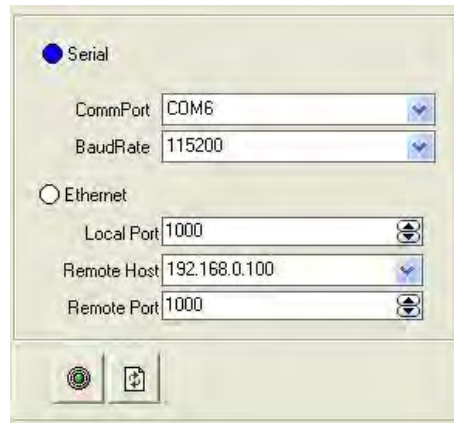 Serial
CommPort COM6
BaudRate 115200
Ethernet
Local Port 1000
Remote Host 192.168.0.100
Remote Port 1000